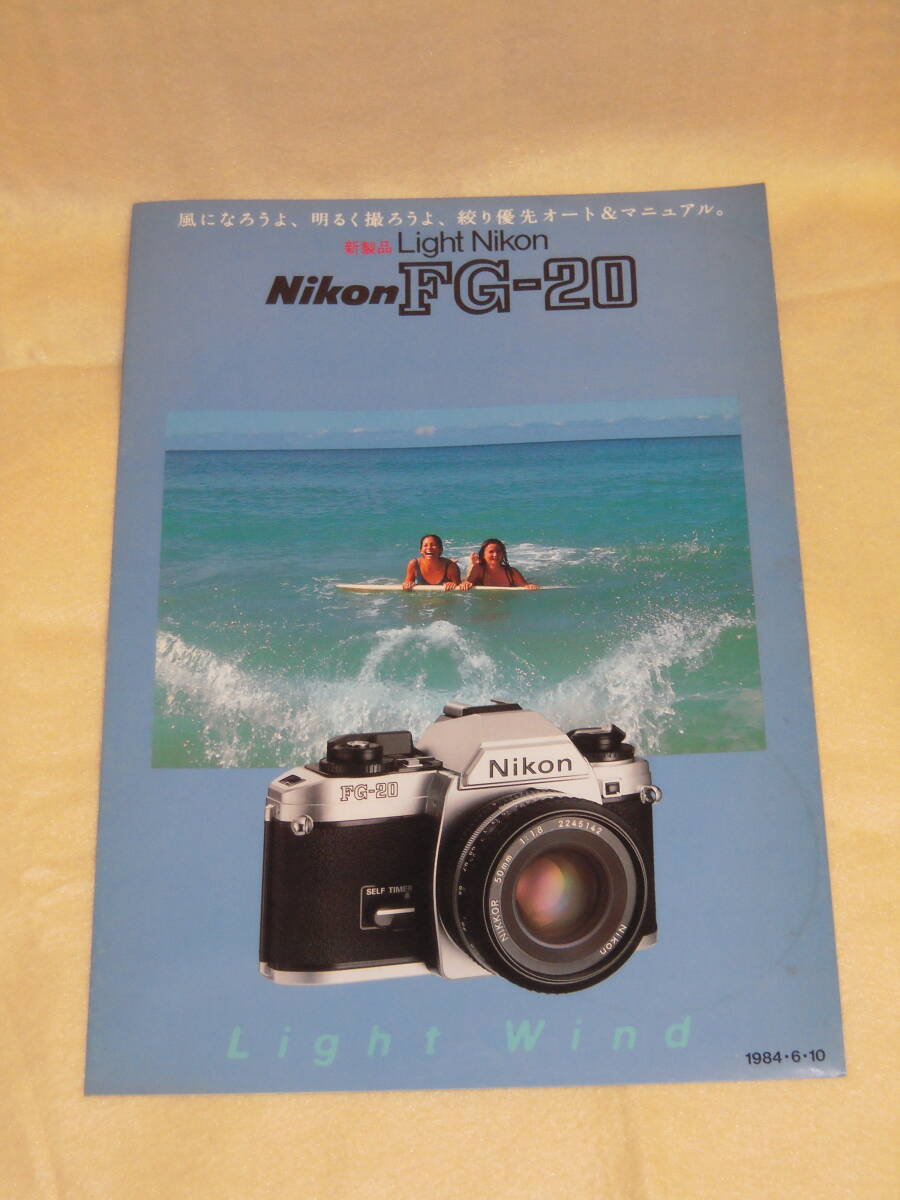 風になろうよ、明るく撮ろうよ、絞り優先オート&マニュアル。
新製品 Light Nikon
Nikon FG-20
Nikon
FG-20
SELF TIMER
NIKKOR 50mm 1:1.8 2245142
Nikon
Light Wind
1984・6・10